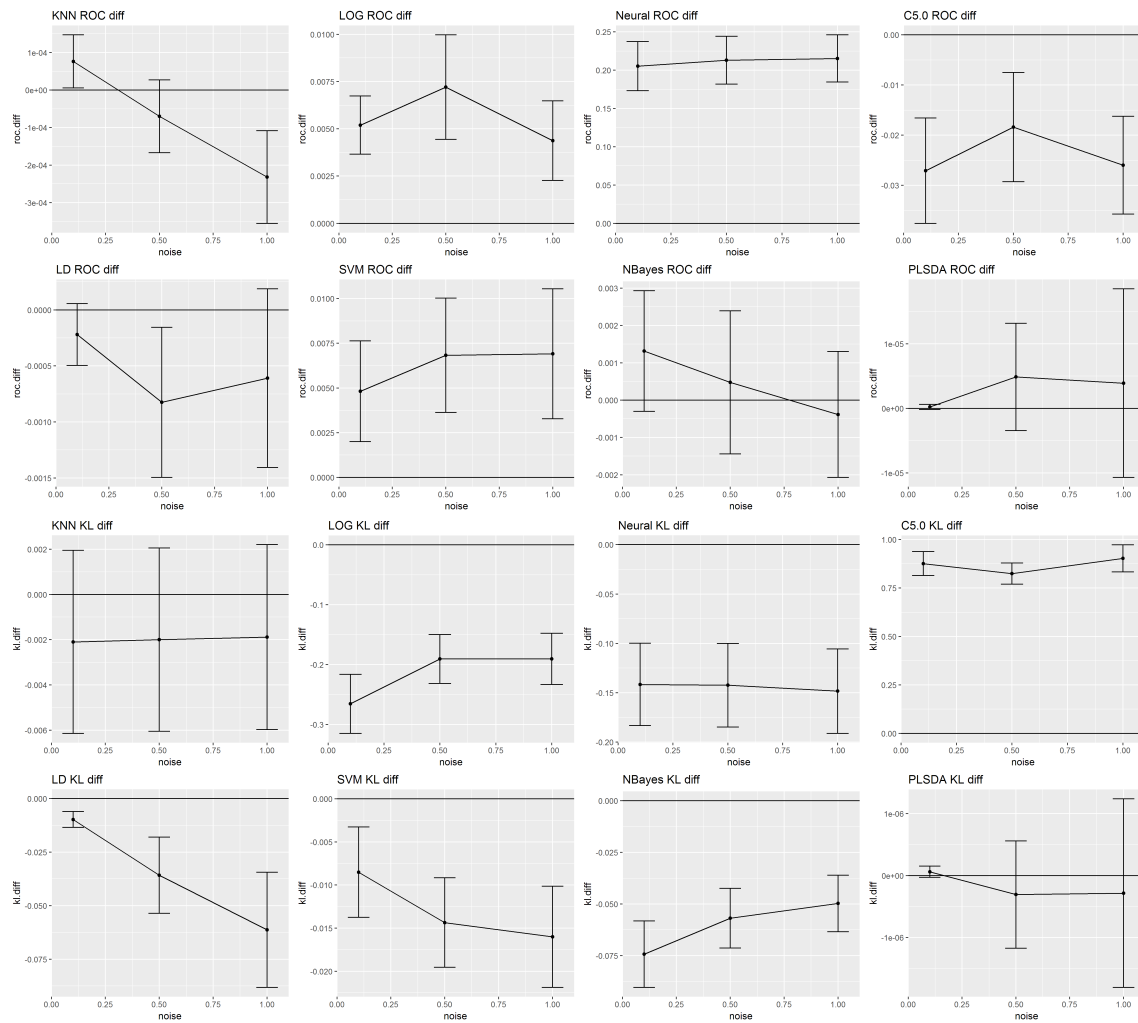 KNN ROC diff
roc.diff
1e-04
0e+00
-1e-04
-2e-04
-3e-04
0.00 0.25 0.50 0.75 1.00
noise
LOG ROC diff
roc.diff
0.0100
0.0075
0.0050
0.0025
0.0000
0.00 0.25 0.50 0.75 1.00
noise
Neural ROC diff
roc.diff
0.25
0.20
0.15
0.10
0.05
0.00
0.00 0.25 0.50 0.75 1.00
noise
C5.0 ROC diff
roc.diff
0.00
-0.01
-0.02
-0.03
0.00 0.25 0.50 0.75 1.00
noise
LD ROC diff
roc.diff
0.0000
-0.0005
-0.0010
-0.0015
0.00 0.25 0.50 0.75 1.00
noise
SVM ROC diff
roc.diff
0.0100
0.0075
0.0050
0.0025
0.0000
0.00 0.25 0.50 0.75 1.00
noise
NBayes ROC diff
roc.diff
0.003
0.002
0.001
0.000
-0.001
-0.002
0.00 0.25 0.50 0.75 1.00
noise
PLSDA ROC diff
roc.diff
1e-05
0e+00
-1e-05
0.00 0.25 0.50 0.75 1.00
noise
KNN KL diff
kl.diff
0.002
0.000
-0.002
-0.004
-0.006
0.00 0.25 0.50 0.75 1.00
noise
LOG KL diff
kl.diff
0.0
-0.1
-0.2
-0.3
0.00 0.25 0.50 0.75 1.00
noise
Neural KL diff
kl.diff
0.00
-0.05
-0.10
-0.15
-0.20
0.00 0.25 0.50 0.75 1.00
noise
C5.0 KL diff
kl.diff
1.00
0.75
0.50
0.25
0.00
0.00 0.25 0.50 0.75 1.00
noise
LD KL diff
kl.diff
0.000
-0.025
-0.050
-0.075
0.00 0.25 0.50 0.75 1.00
noise
SVM KL diff
kl.diff
0.000
-0.005
-0.010
-0.015
-0.020
0.00 0.25 0.50 0.75 1.00
noise
NBayes KL diff
kl.diff
0.000
-0.025
-0.050
-0.075
0.00 0.25 0.50 0.75 1.00
noise
PLSDA KL diff
kl.diff
1e-06
0e+00
-1e-06
0.00 0.25 0.50 0.75 1.00
noise